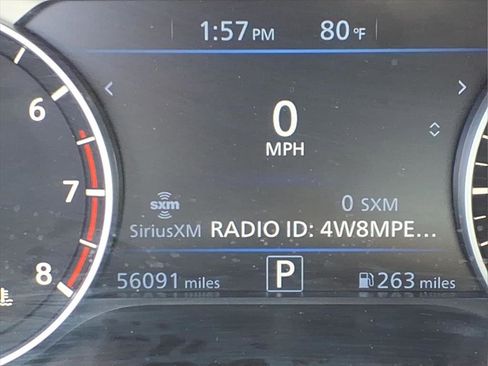 1:57 PM 80 °F
0
MPH
6
7
8
sxm
0 SXM
SiriusXM RADIO ID: 4W8MPE...
56091 miles P 263 miles